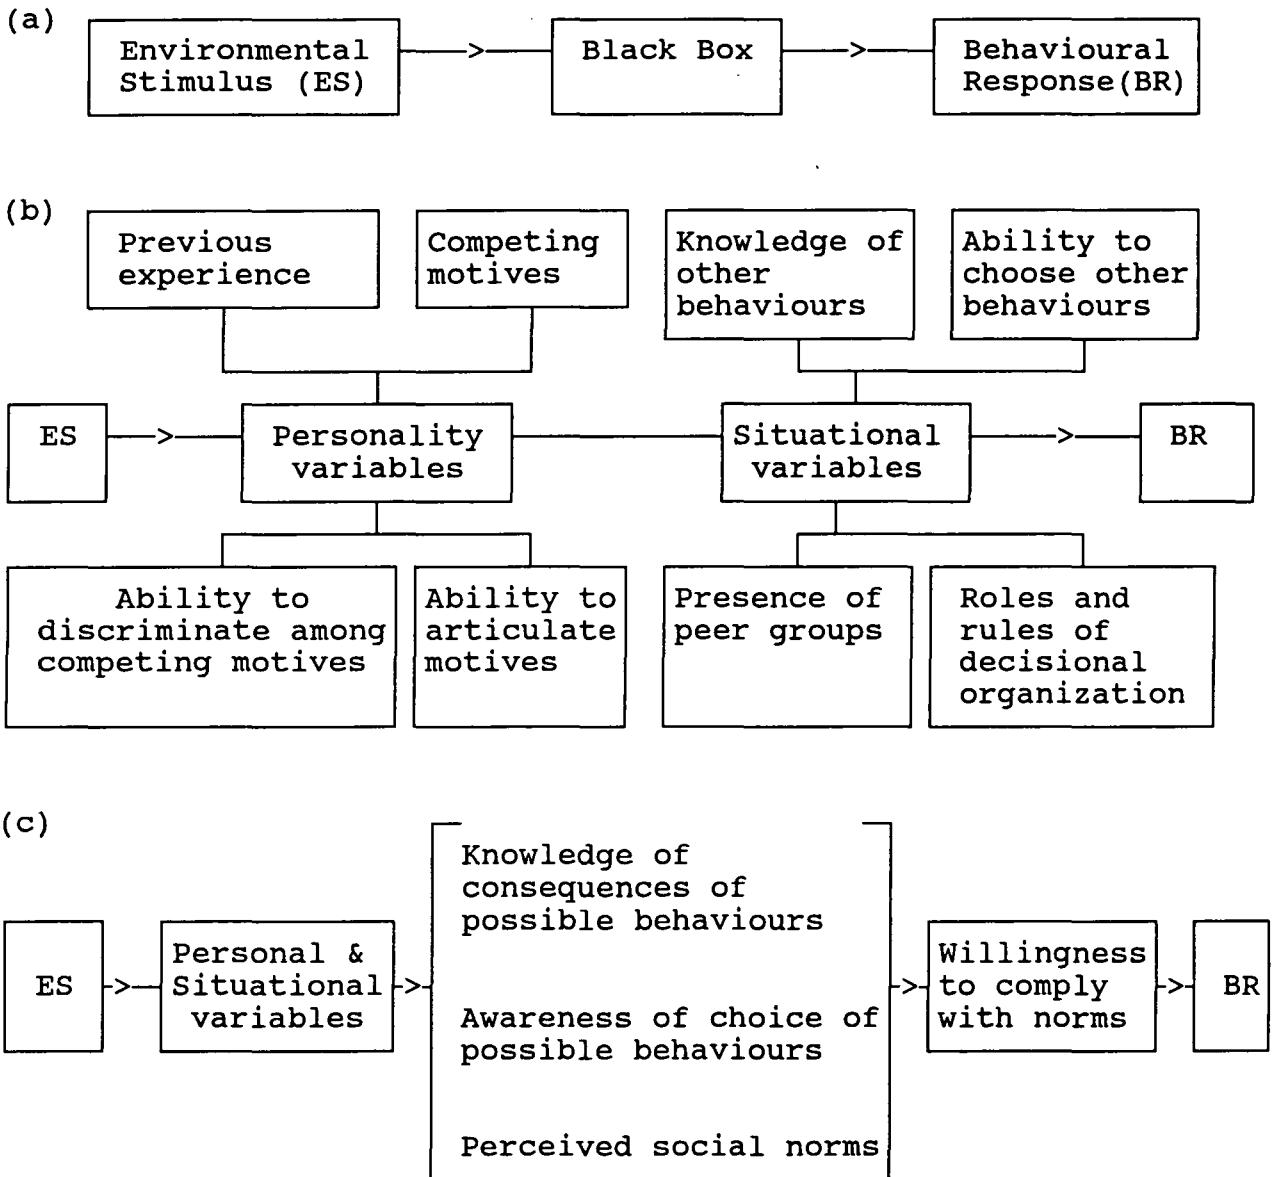 (a)
Environmental
Stimulus (ES)
>
Black Box
>
Behavioural
Response(BR)
(b)
Previous
experience
Competing
motives
Knowledge of
other
behaviours
Ability to
choose other
behaviours
ES
>
Personality
variables
Situational
variables
>
BR
Ability to
discriminate among
competing motives
Ability to
articulate
motives
Presence of
peer groups
Roles and
rules of
decisional
organization
(c)
ES
>
Personal &
Situational
variables
>
Knowledge of
consequences of
possible behaviours
Awareness of choice of
possible behaviours
Perceived social norms
>
Willingness
to comply
with norms
>
BR